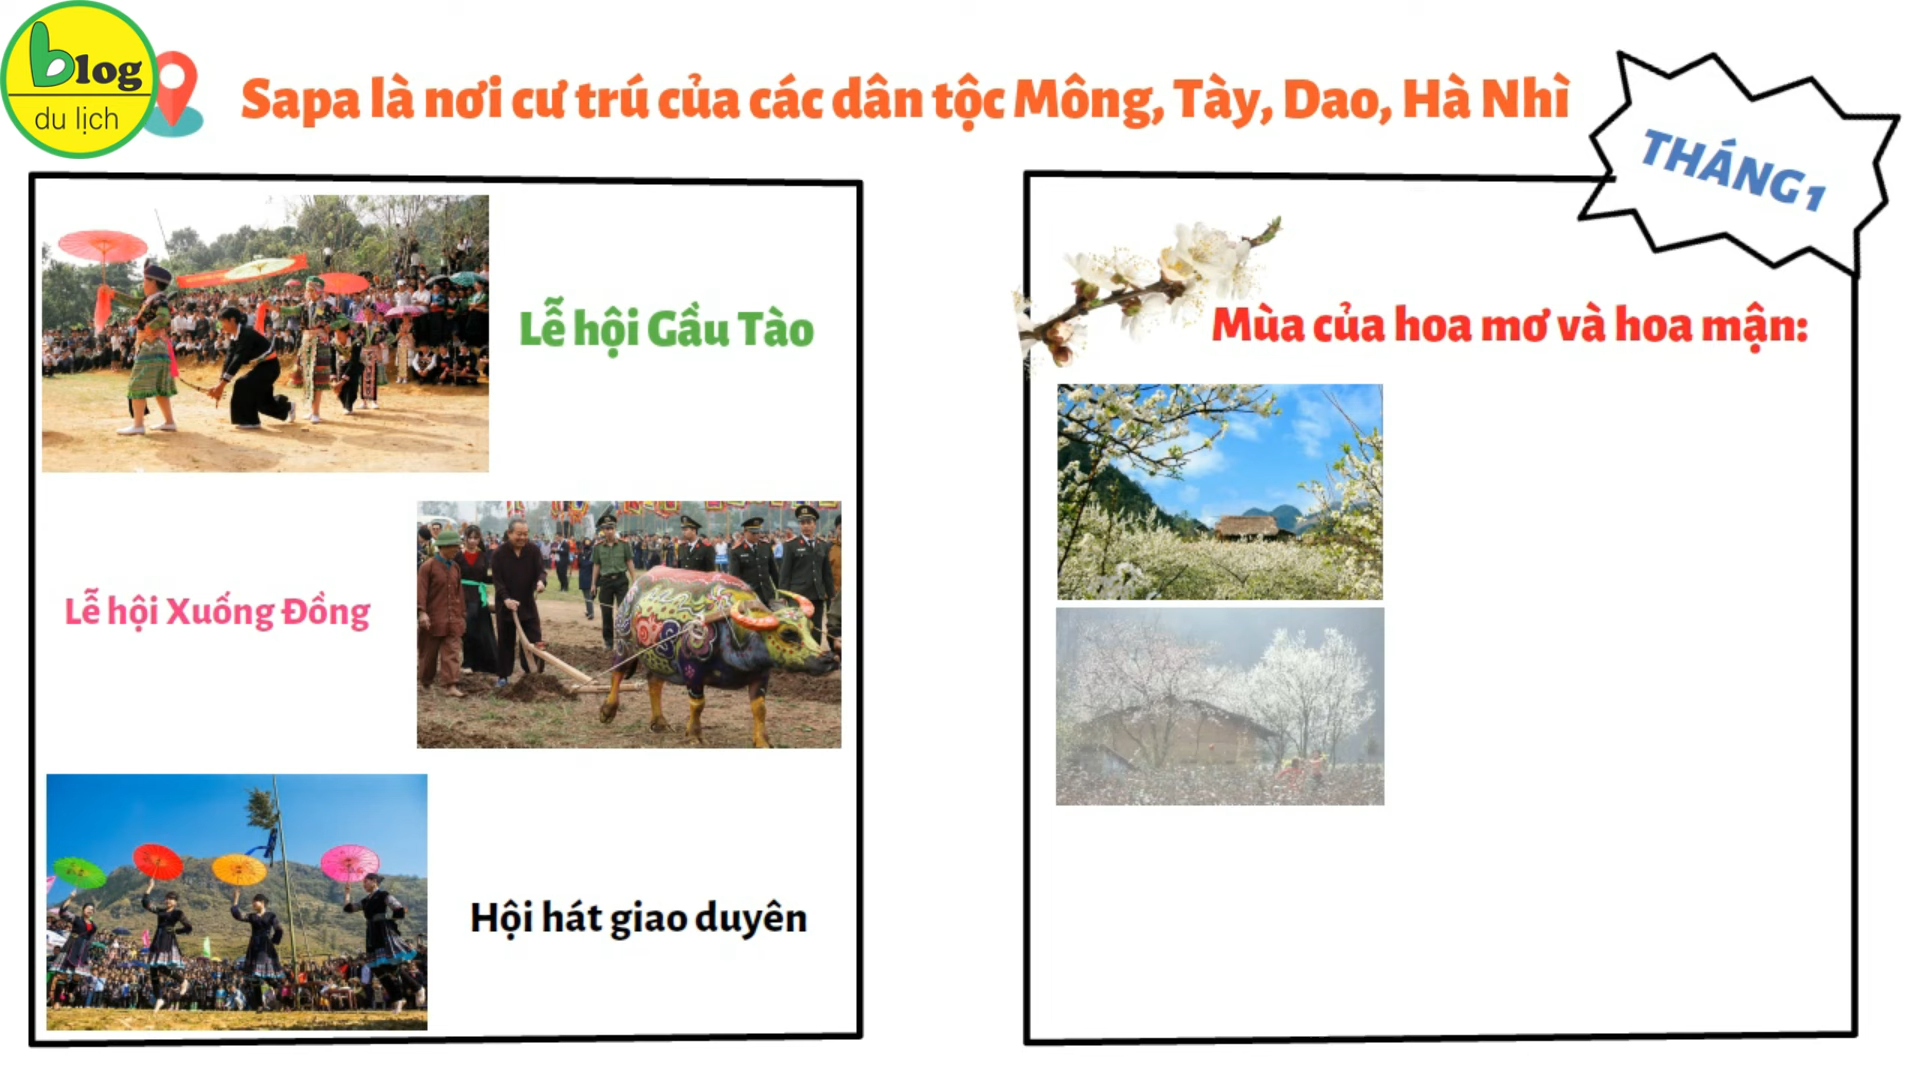 blog
du lịch
Sapa là nơi cư trú của các dân tộc Mông, Tày, Dao, Hà Nhì
THÁNG 1
Lễ hội Gầu Tào
Lễ hội Xuống Đồng
Hội hát giao duyên
Mùa của hoa mơ và hoa mận: